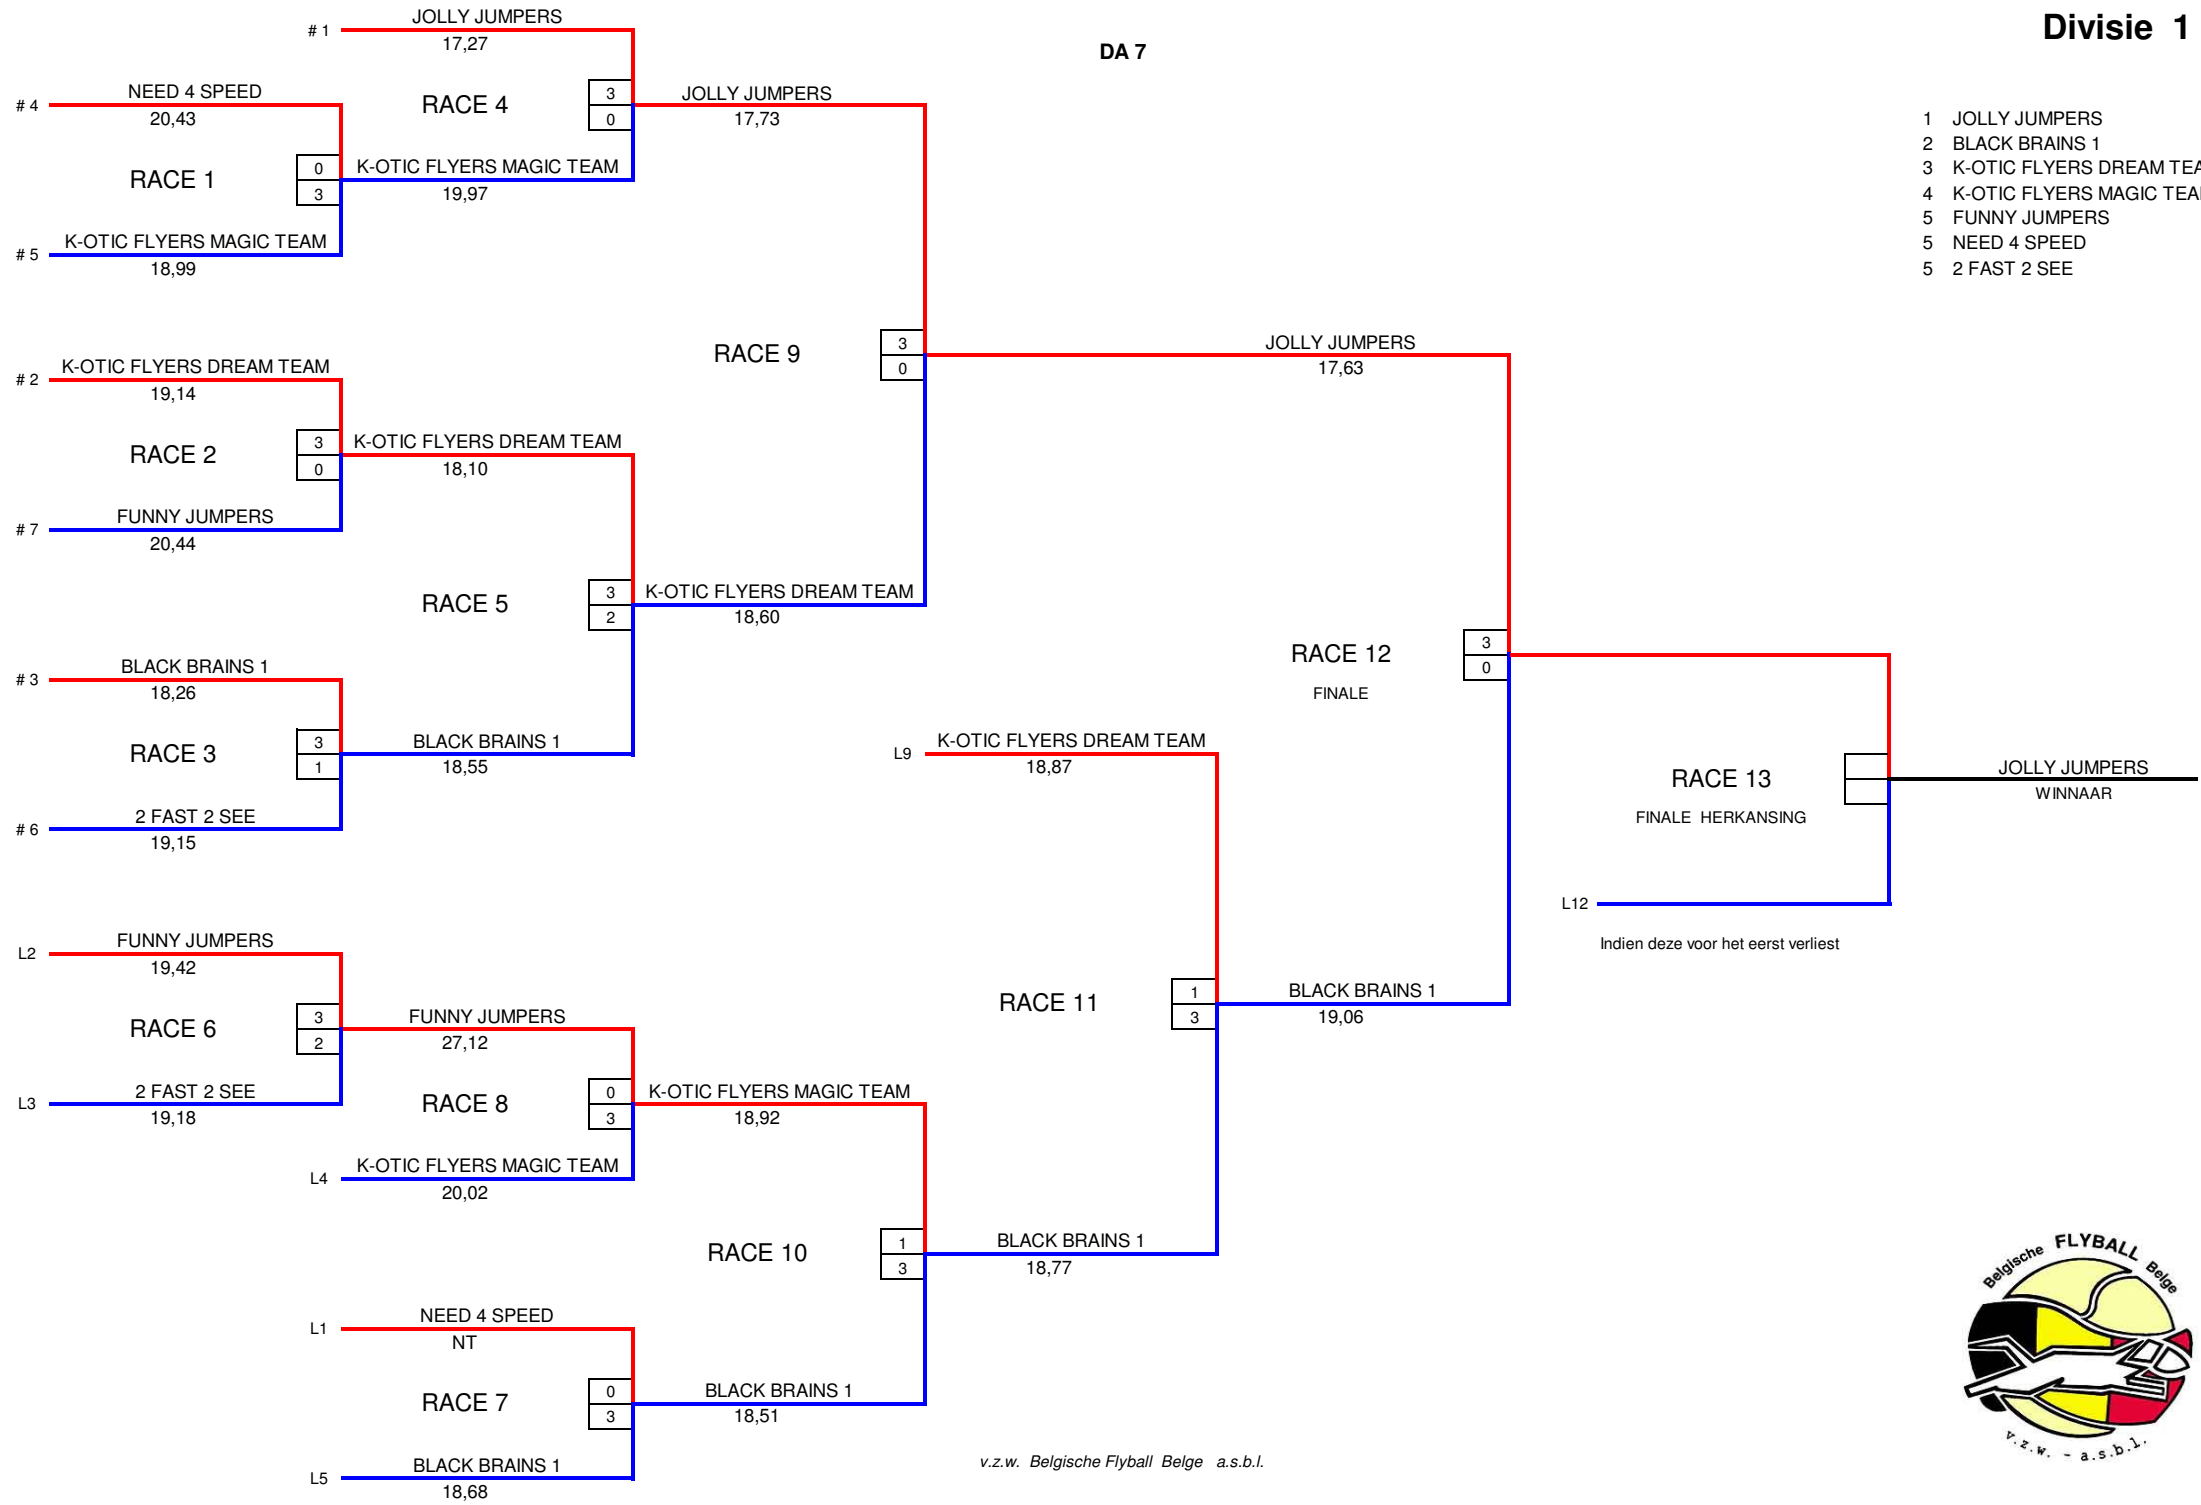 Divisie 1
DA 7
# 1
JOLLY JUMPERS
17,27
# 4
NEED 4 SPEED
20,43
RACE 1
0
3
# 5
K-OTIC FLYERS MAGIC TEAM
18,99
RACE 4
3
0
K-OTIC FLYERS MAGIC TEAM
19,97
JOLLY JUMPERS
17,73
1 JOLLY JUMPERS
2 BLACK BRAINS 1
3 K-OTIC FLYERS DREAM TEA
4 K-OTIC FLYERS MAGIC TEA
5 FUNNY JUMPERS
5 NEED 4 SPEED
5 2 FAST 2 SEE
# 2
K-OTIC FLYERS DREAM TEAM
19,14
RACE 2
3
0
# 7
FUNNY JUMPERS
20,44
K-OTIC FLYERS DREAM TEAM
18,10
RACE 9
3
0
JOLLY JUMPERS
17,63
RACE 5
3
2
K-OTIC FLYERS DREAM TEAM
18,60
# 3
BLACK BRAINS 1
18,26
RACE 3
3
1
# 6
2 FAST 2 SEE
19,15
BLACK BRAINS 1
18,55
RACE 12
FINALE
3
0
L9
K-OTIC FLYERS DREAM TEAM
18,87
RACE 13
FINALE HERKANSING
JOLLY JUMPERS
WINNAAR
L12
Indien deze voor het eerst verliest
L2
FUNNY JUMPERS
19,42
RACE 6
3
2
L3
2 FAST 2 SEE
19,18
FUNNY JUMPERS
27,12
RACE 8
0
3
L4
K-OTIC FLYERS MAGIC TEAM
20,02
K-OTIC FLYERS MAGIC TEAM
18,92
RACE 11
1
3
BLACK BRAINS 1
19,06
RACE 10
1
3
BLACK BRAINS 1
18,77
L1
NEED 4 SPEED
NT
RACE 7
0
3
L5
BLACK BRAINS 1
18,68
BLACK BRAINS 1
18,51
v.z.w. Belgische Flyball Belge a.s.b.l.
Belgische FLYBALL Belge
v.z.w. - a.s.b.l.